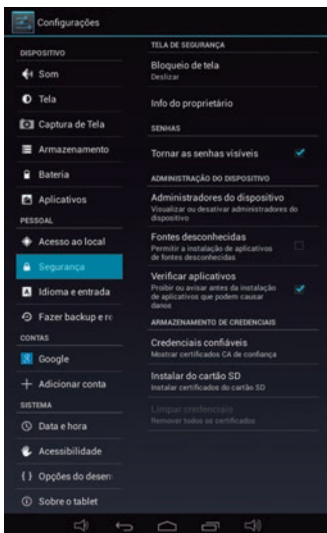 Configurações
DISPOSITIVO
Som
Tela
Captura de Tela
Armazenamento
Bateria
Aplicativos
PESSOAL
Acesso ao local
Segurança
Idioma e entrada
Fazer backup e re
CONTAS
Google
Adicionar conta
SISTEMA
Data e hora
Acessibilidade
Opções do desen
Sobre o tablet
TELA DE SEGURANÇA
Bloqueio de tela
Deslizar
Info do proprietário
SENHAS
Tornar as senhas visíveis
ADMINISTRAÇÃO DO DISPOSITIVO
Administradores do dispositivo
Visualizar ou desativar administradores do
dispositivo
Fontes desconhecidas
Permitir a instalação de aplicativos
de fontes desconhecidas
Verificar aplicativos
Proibir ou avisar antes da instalação
de aplicativos que podem causar
danos
ARMAZENAMENTO DE CREDENCIAIS
Credenciais confiáveis
Mostrar certificados CA de confiança
Instalar do cartão SD
Instalar certificados do cartão SD
Limpar credenciais
Remover todos os certificados